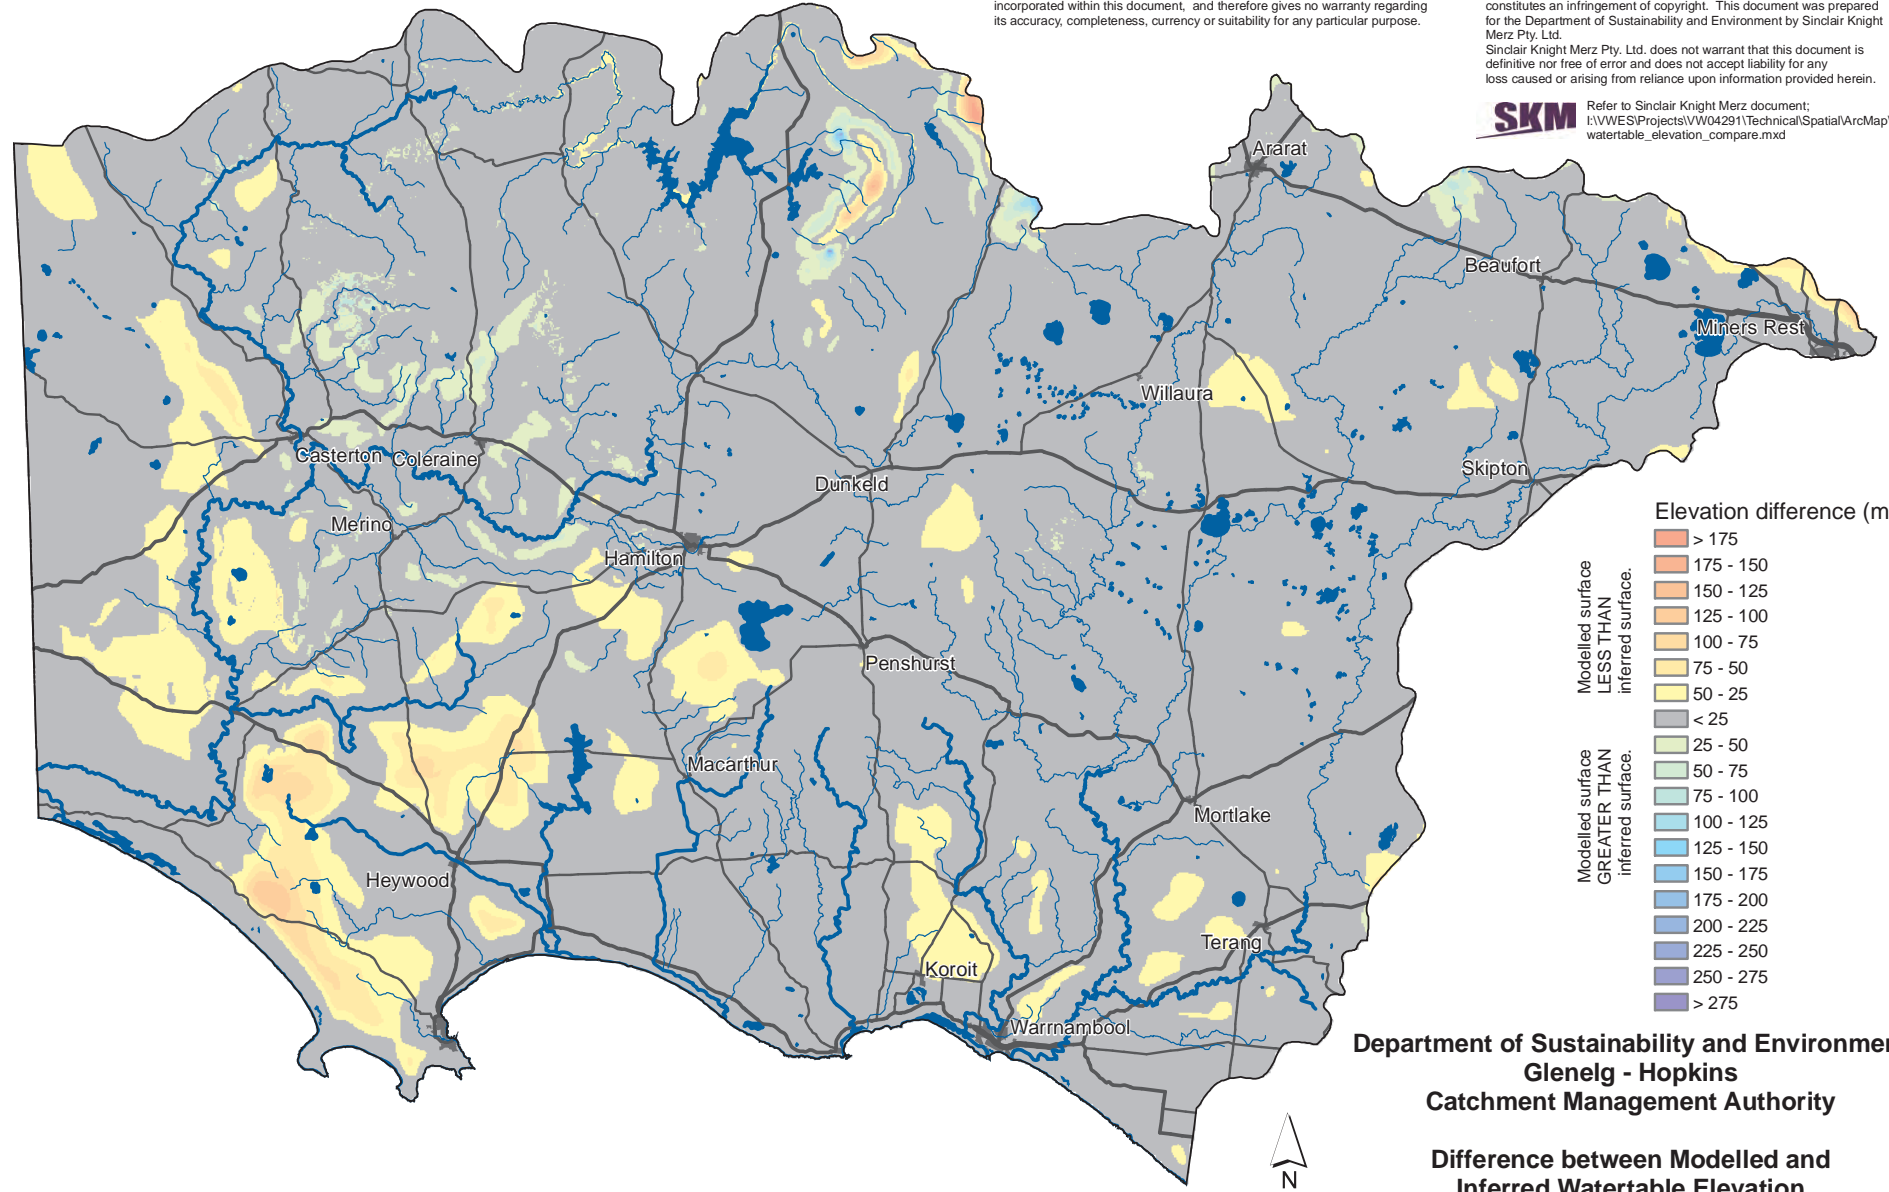 incorporated within this document, and therefore gives no warranty regarding
its accuracy, completeness, currency or suitability for any particular purpose.
constitutes an infringement of copyright. This document was prepared
for the Department of Sustainability and Environment by Sinclair Knight
Merz Pty. Ltd.
Sinclair Knight Merz Pty. Ltd. does not warrant that this document is
definitive nor free of error and does not accept liability for any
loss caused or arising from reliance upon information provided herein.
SKM
Refer to Sinclair Knight Merz document;
I:\VWES\Projects\VW04291\Technical\Spatial\ArcMap\
watertable_elevation_compare.mxd
Ararat
Beaufort
Miners Rest
Willaura
Casterton
Coleraine
Skipton
Dunkeld
Merino
Hamilton
Penshurst
Macarthur
Mortlake
Heywood
Terang
Koroit
Warrnambool
Elevation difference (m
Modelled surface
LESS THAN
inferred surface.
> 175
175 - 150
150 - 125
125 - 100
100 - 75
75 - 50
50 - 25
< 25
Modelled surface
GREATER THAN
inferred surface.
25 - 50
50 - 75
75 - 100
100 - 125
125 - 150
150 - 175
175 - 200
200 - 225
225 - 250
250 - 275
> 275
Department of Sustainability and Environme
Glenelg - Hopkins
Catchment Management Authority
Difference between Modelled and
Inferred Watertable Elevation
N